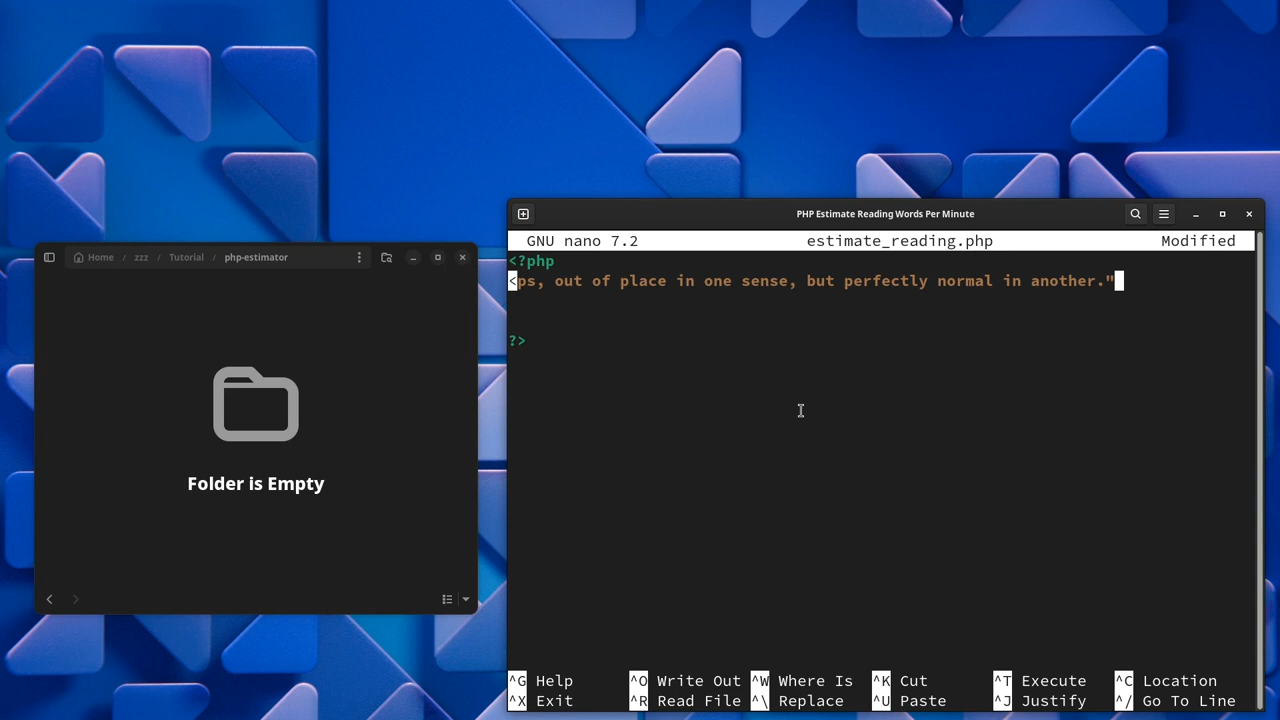 Home / zzz / Tutorial / php-estimator
Folder is Empty
PHP Estimate Reading Words Per Minute
GNU nano 7.2 estimate_reading.php Modified
<?php
<ps, out of place in one sense, but perfectly normal in another."
?>
^G Help ^O Write Out ^W Where Is ^K Cut ^T Execute ^C Location
^X Exit ^R Read File ^\ Replace ^U Paste ^J Justify ^/ Go To Line